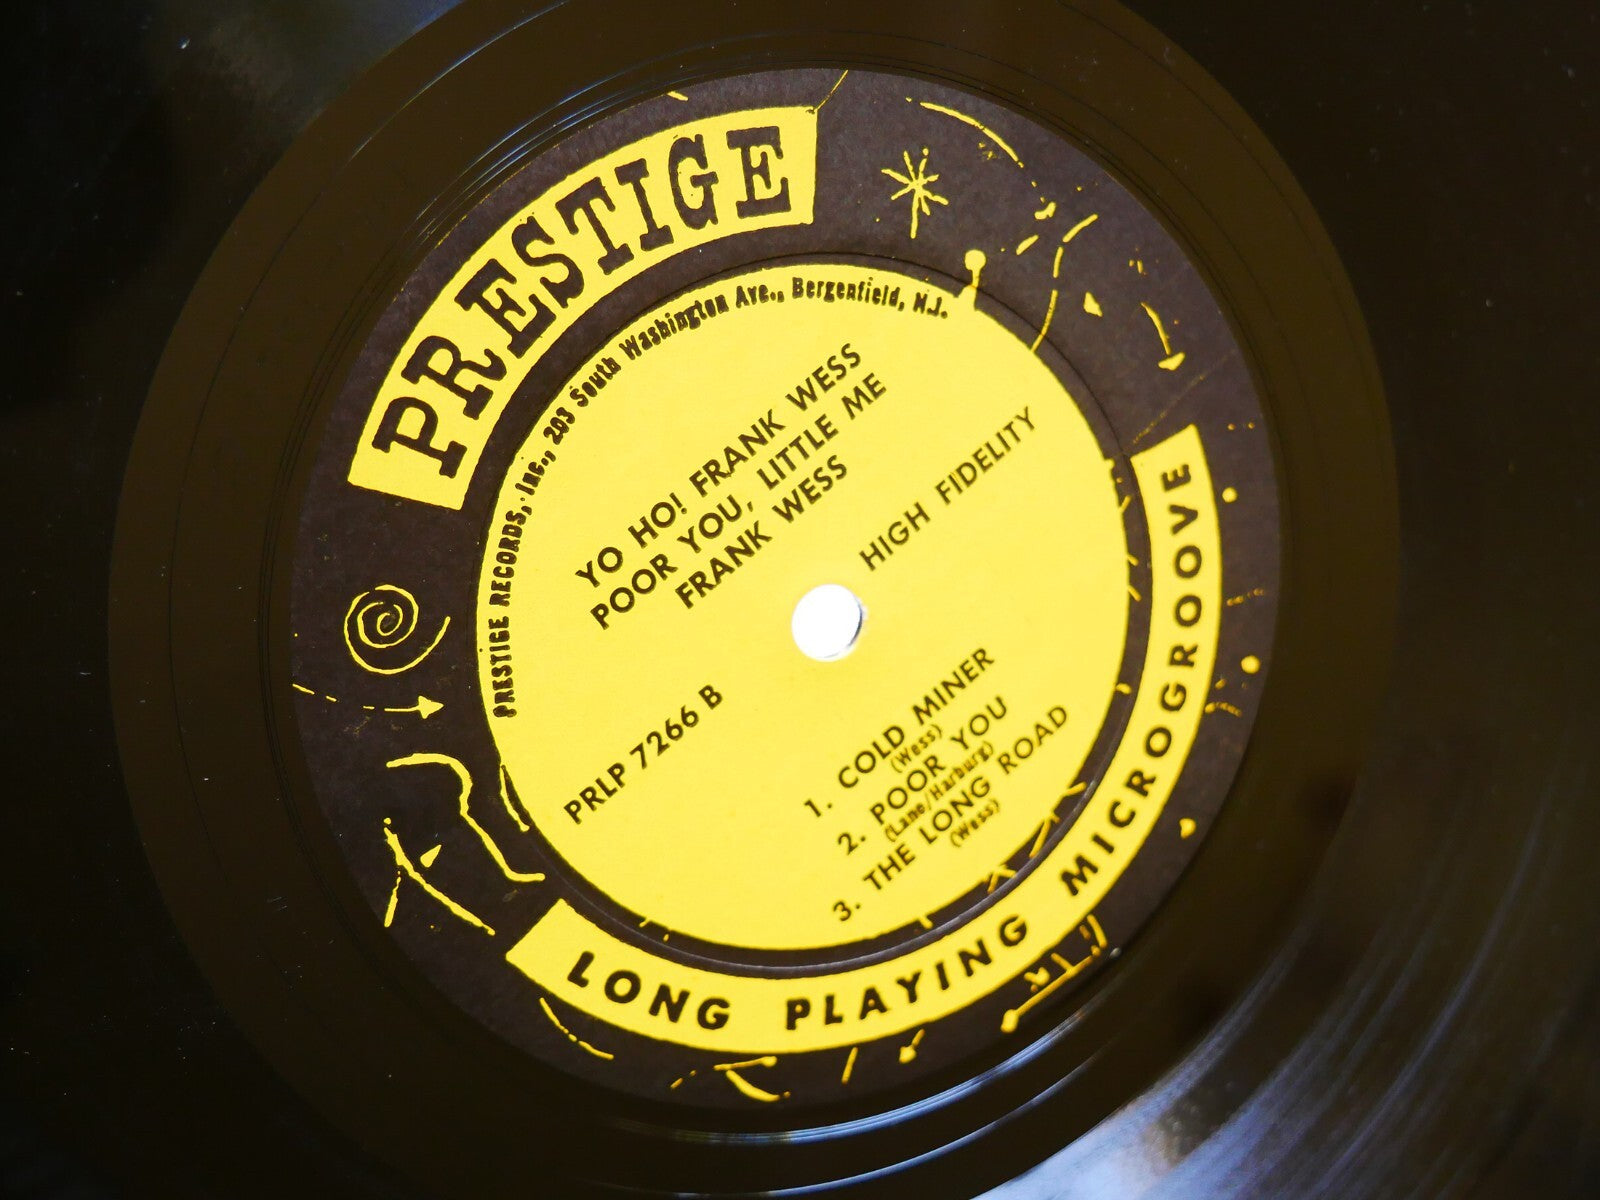 PRESTIGE
PRESTIGE RECORDS, Inc., 203 South Washington Ave., Bergenfield, N.J.
YO HO! FRANK WESS
POOR YOU, LITTLE ME
FRANK WESS
HIGH FIDELITY
PRLP 7266 B
1. COLD MINER
(Wess)
2. POOR YOU
(Lane/Harburg)
3. THE LONG ROAD
(Wess)
LONG PLAYING MICROGROOVE